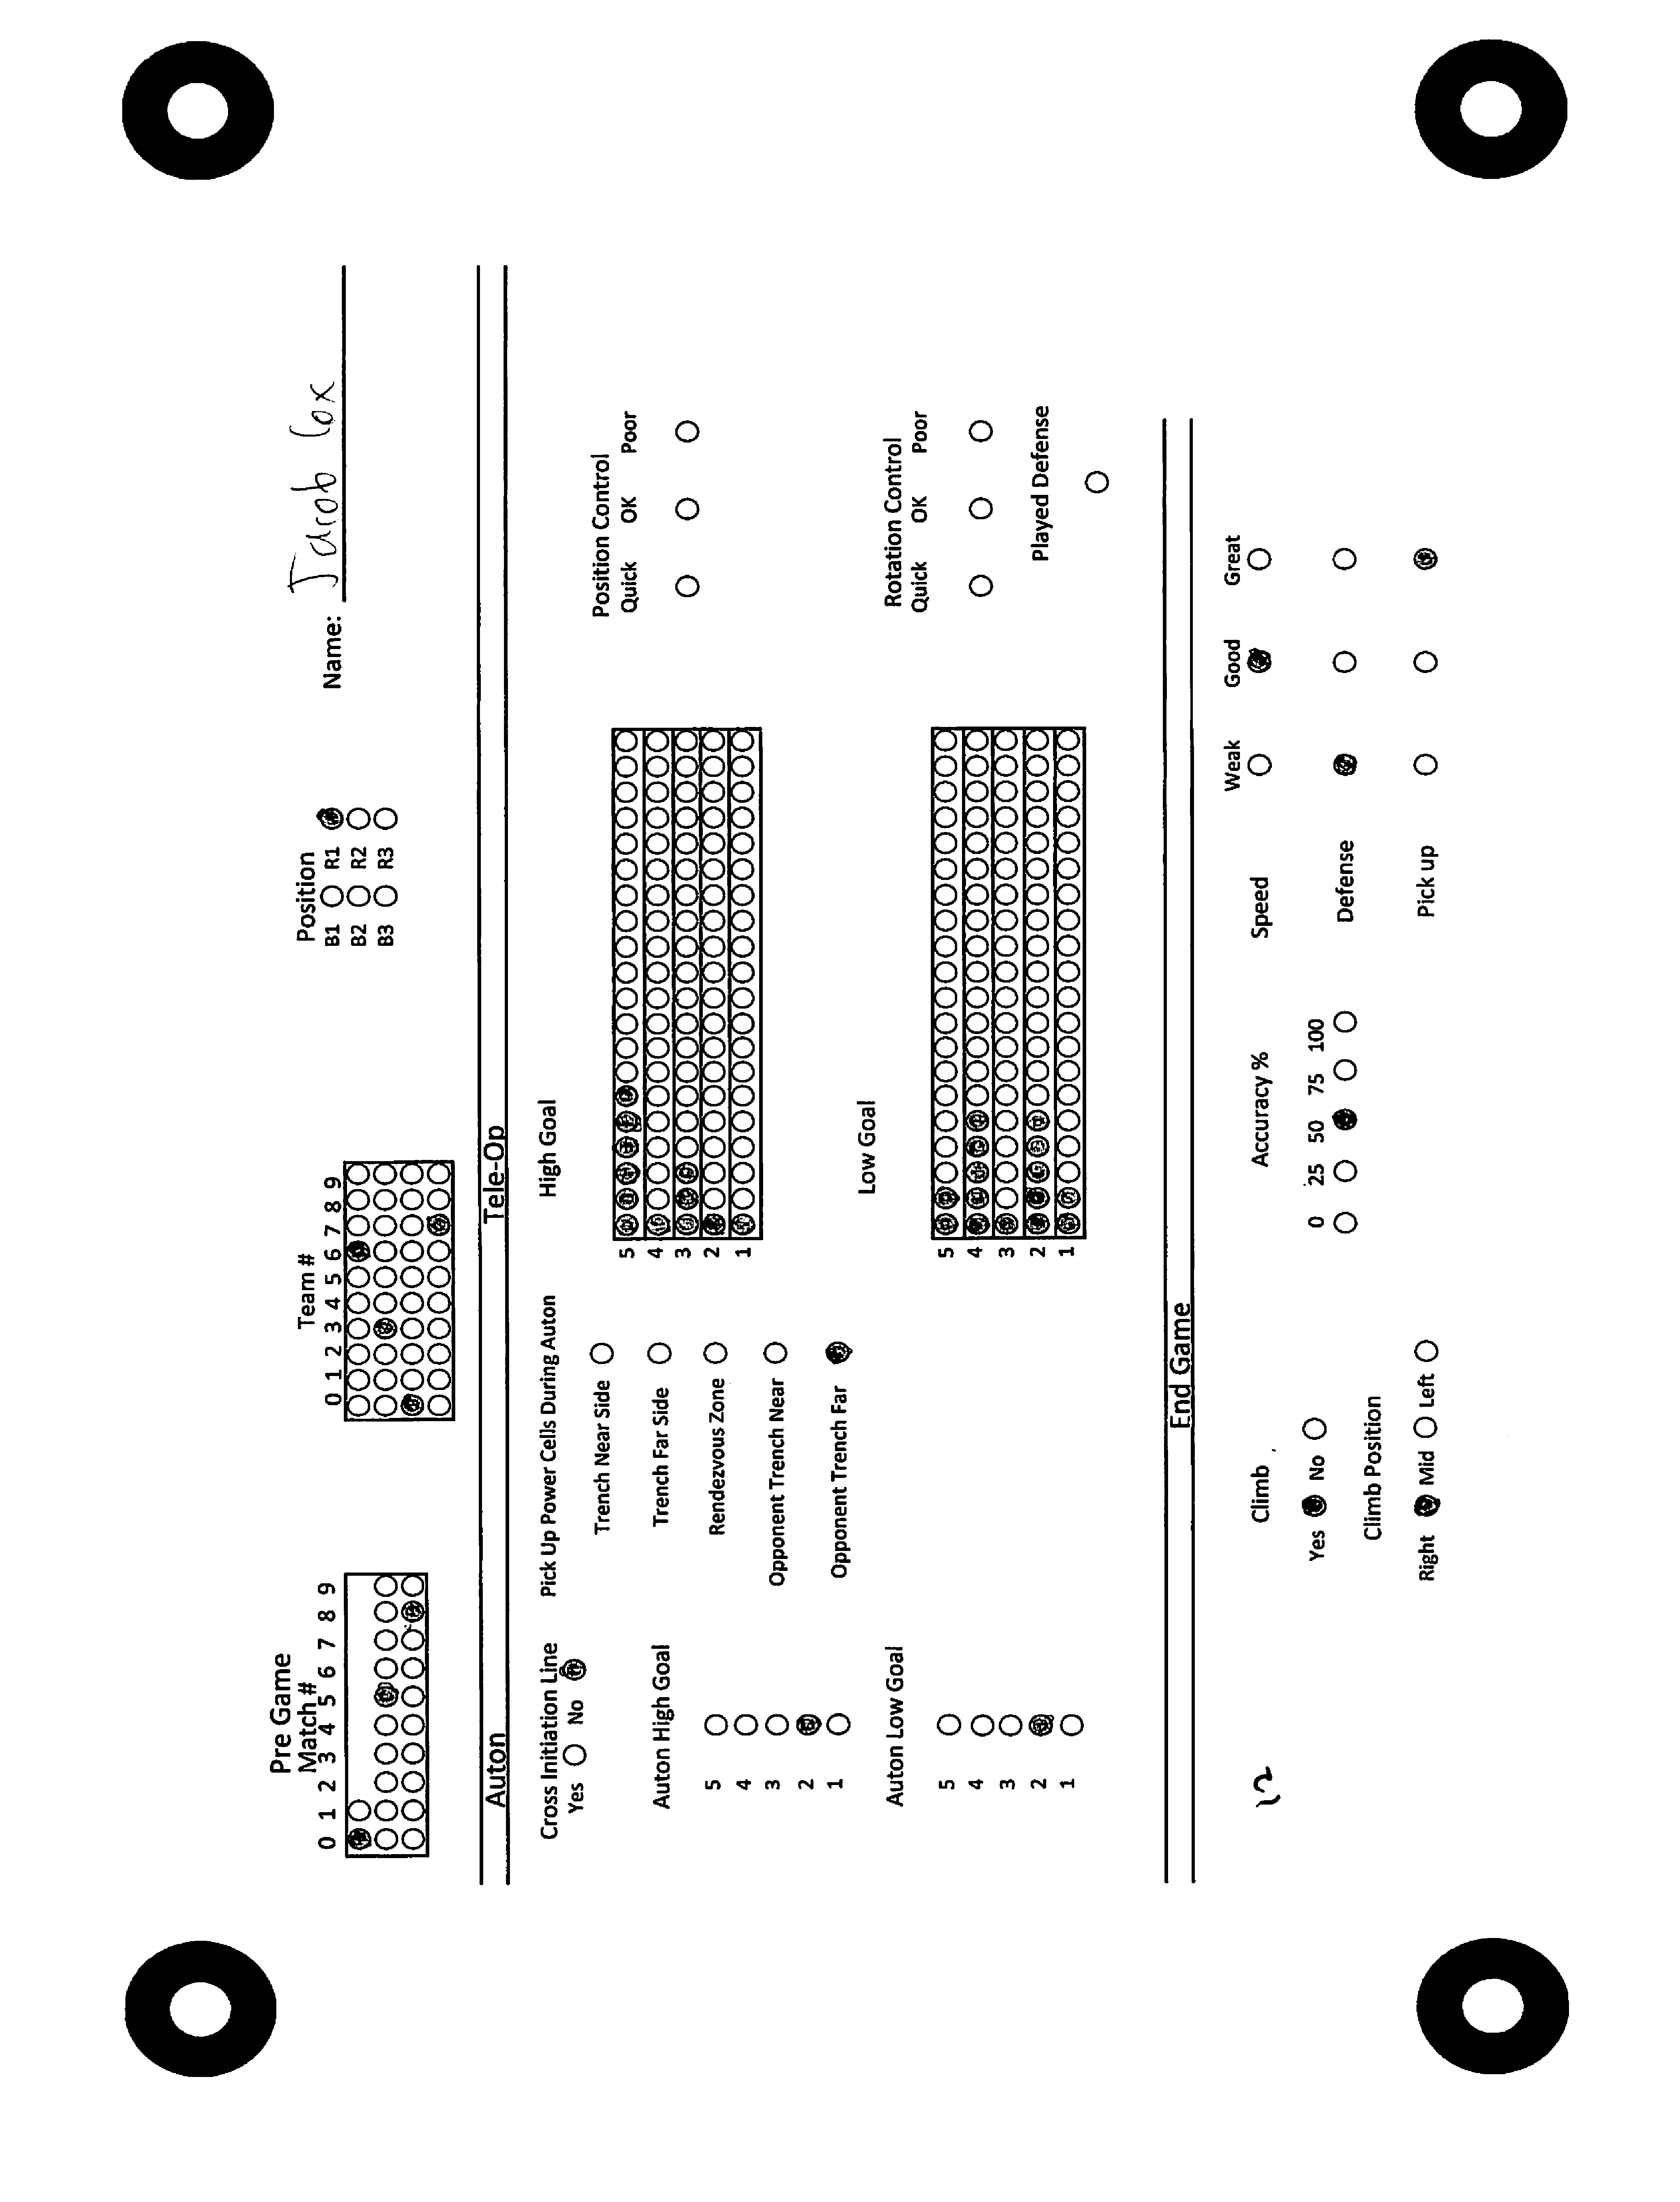 Pre Game
Match #
0 1 2 3 4 5 6 7 8 9
Team #
0 1 2 3 4 5 6 7 8 9
Position
B1 R1
B2 R2
B3 R3
Name: Jacob Cox
Auton
Tele-Op
Cross Initiation Line
Yes No
Auton High Goal
5
4
3
2
1
Auton Low Goal
5
4
3
2
1
Pick Up Power Cells During Auton
Trench Near Side
Trench Far Side
Rendezvous Zone
Opponent Trench Near
Opponent Trench Far
High Goal
5
4
3
2
1
Low Goal
5
4
3
2
1
Position Control
Quick OK Poor
Rotation Control
Quick OK Poor
Played Defense
End Game
Climb
Yes No
Climb Position
Right Mid Left
Accuracy %
0 25 50 75 100
Weak Good Great
Speed
Defense
Pick up